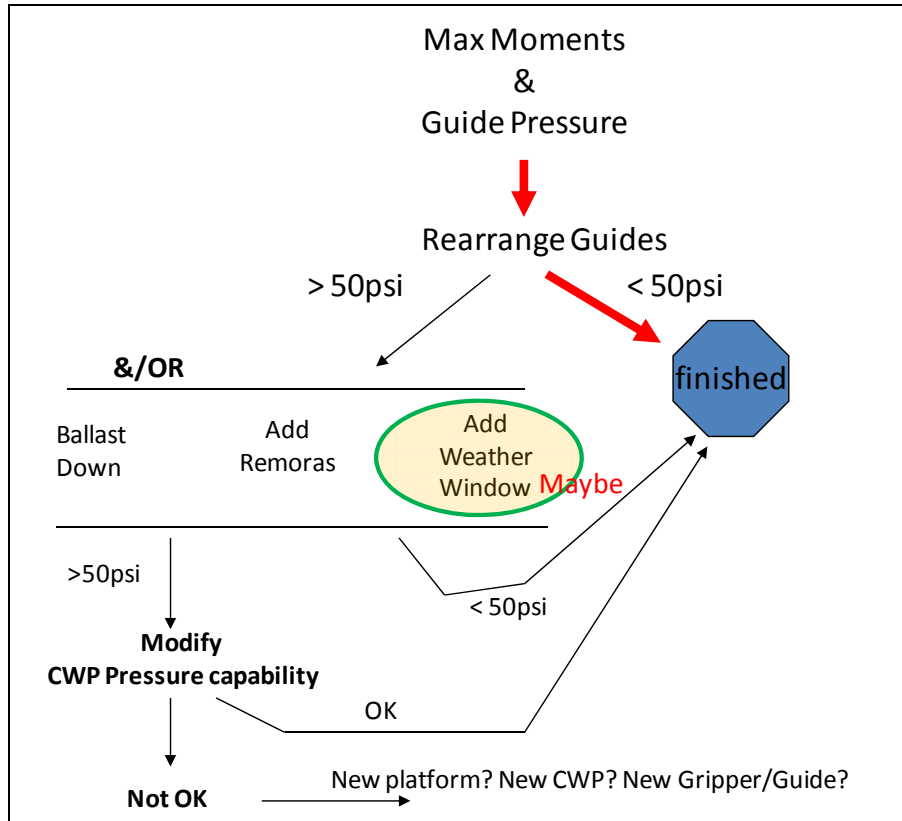 Max Moments
&
Guide Pressure
Rearrange Guides
> 50psi
< 50psi
finished
&/OR
Ballast
Down
Add
Remoras
Add
Weather
Window
Maybe
>50psi
< 50psi
Modify
CWP Pressure capability
OK
Not OK
New platform? New CWP? New Gripper/Guide?